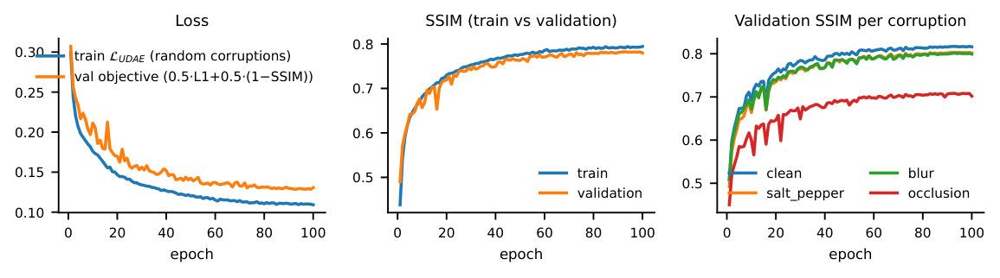 Loss
0.30
0.25
0.20
0.15
0.10
train ℒ_UDAE (random corruptions)
val objective (0.5·L1+0.5·(1−SSIM))
0 20 40 60 80 100
epoch
SSIM (train vs validation)
0.8
0.7
0.6
0.5
train
validation
0 20 40 60 80 100
epoch
Validation SSIM per corruption
0.8
0.7
0.6
0.5
clean
salt_pepper
blur
occlusion
0 20 40 60 80 100
epoch